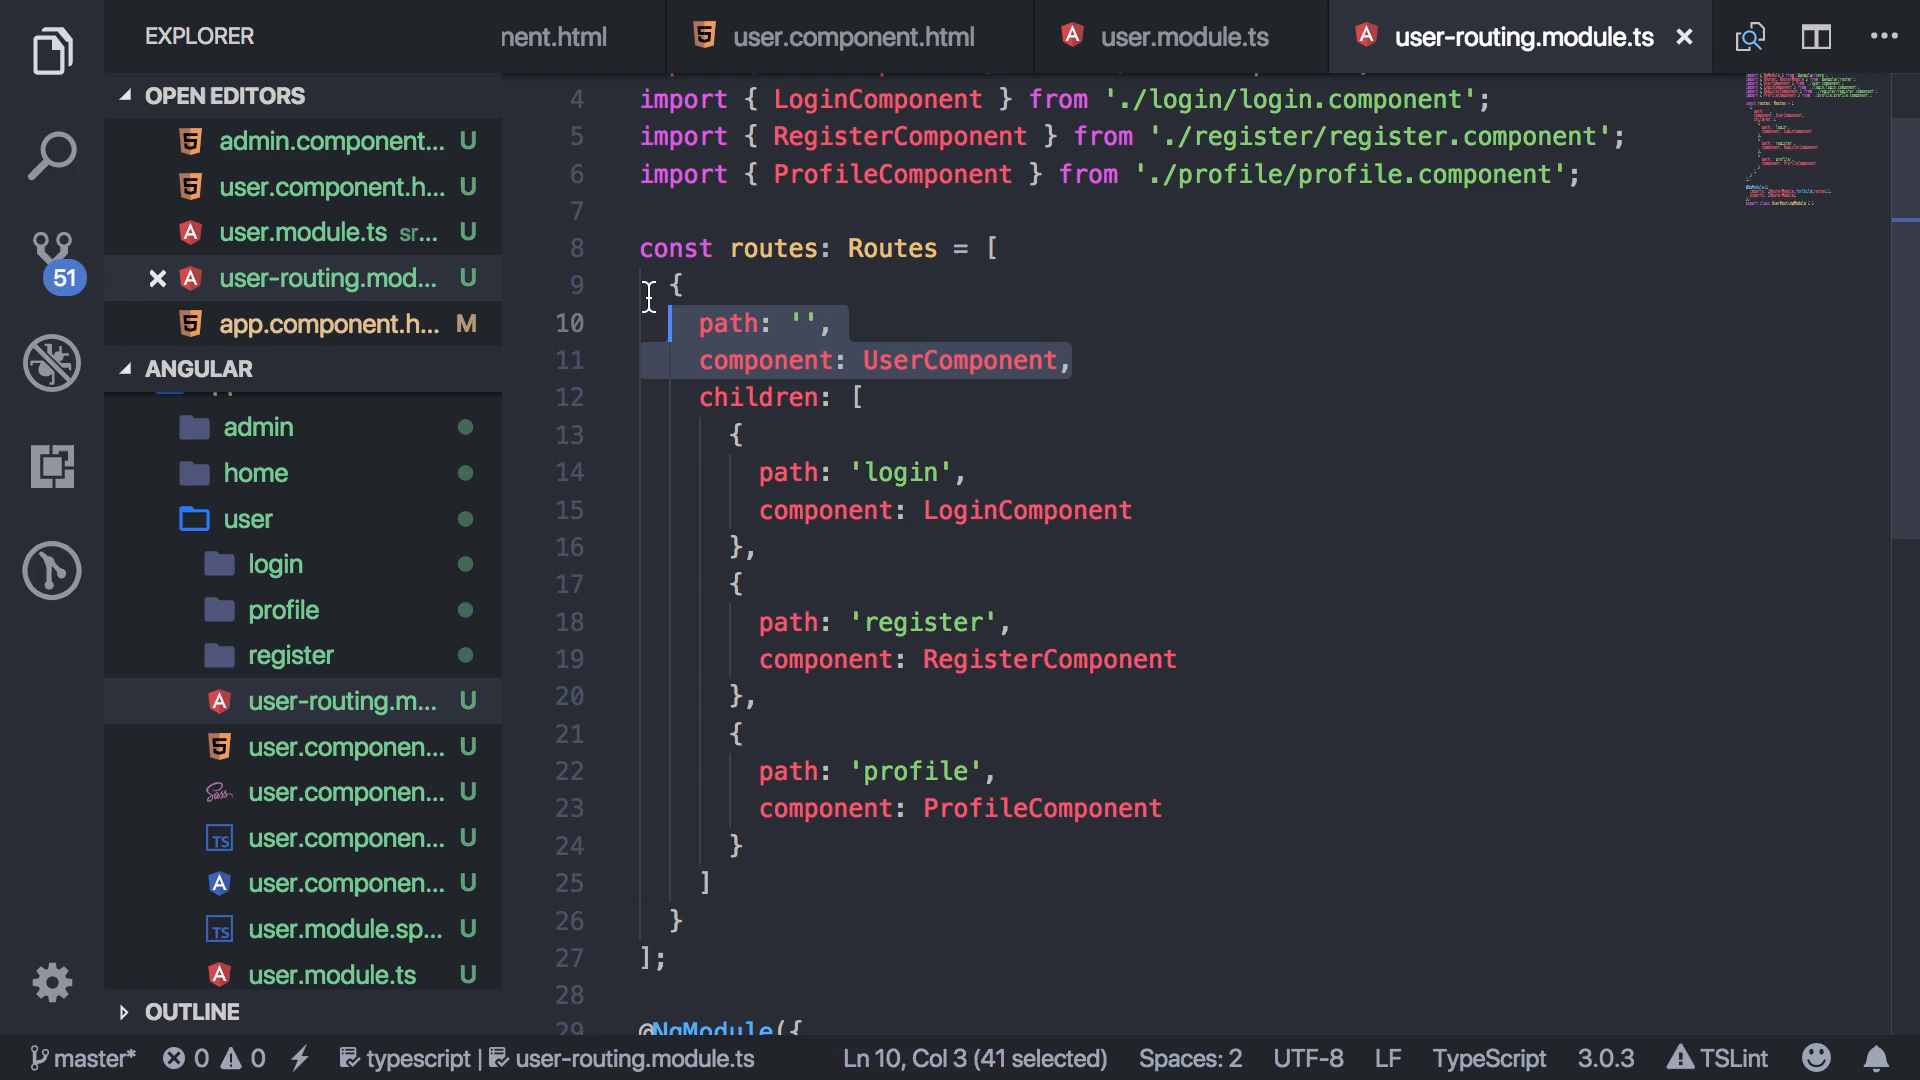 EXPLORER
nent.html
user.component.html
user.module.ts
user-routing.module.ts
OPEN EDITORS
admin.component... U
user.component.h... U
user.module.ts sr... U
user-routing.mod... U
app.component.h... M
51
ANGULAR
admin
home
user
login
profile
register
user-routing.m... U
user.componen... U
user.componen... U
user.componen... U
user.componen... U
user.module.sp... U
user.module.ts U
OUTLINE
4 import { LoginComponent } from './login/login.component';
5 import { RegisterComponent } from './register/register.component';
6 import { ProfileComponent } from './profile/profile.component';
7
8 const routes: Routes = [
9 {
10 path: '',
11 component: UserComponent,
12 children: [
13 {
14 path: 'login',
15 component: LoginComponent
16 },
17 {
18 path: 'register',
19 component: RegisterComponent
20 },
21 {
22 path: 'profile',
23 component: ProfileComponent
24 }
25 ]
26 }
27 ];
28
29 @NgModule({
master* 0 0 typescript | user-routing.module.ts Ln 10, Col 3 (41 selected) Spaces: 2 UTF-8 LF TypeScript 3.0.3 TSLint